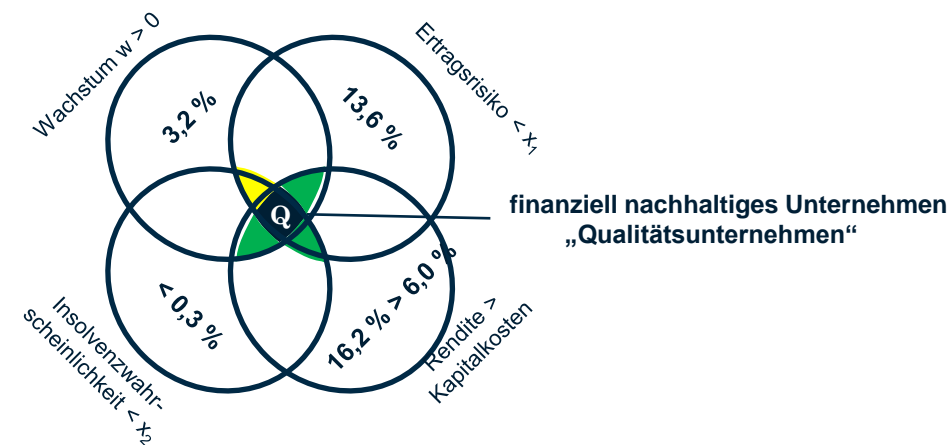 Wachstum w > 0
Ertragsrisiko < x₁
3,2 %
13,6 %
Q
finanziell nachhaltiges Unternehmen
„Qualitätsunternehmen“
< 0,3 %
16,2 % > 6,0 %
Insolvenzwahr-
scheinlichkeit < x₂
Rendite >
Kapitalkosten